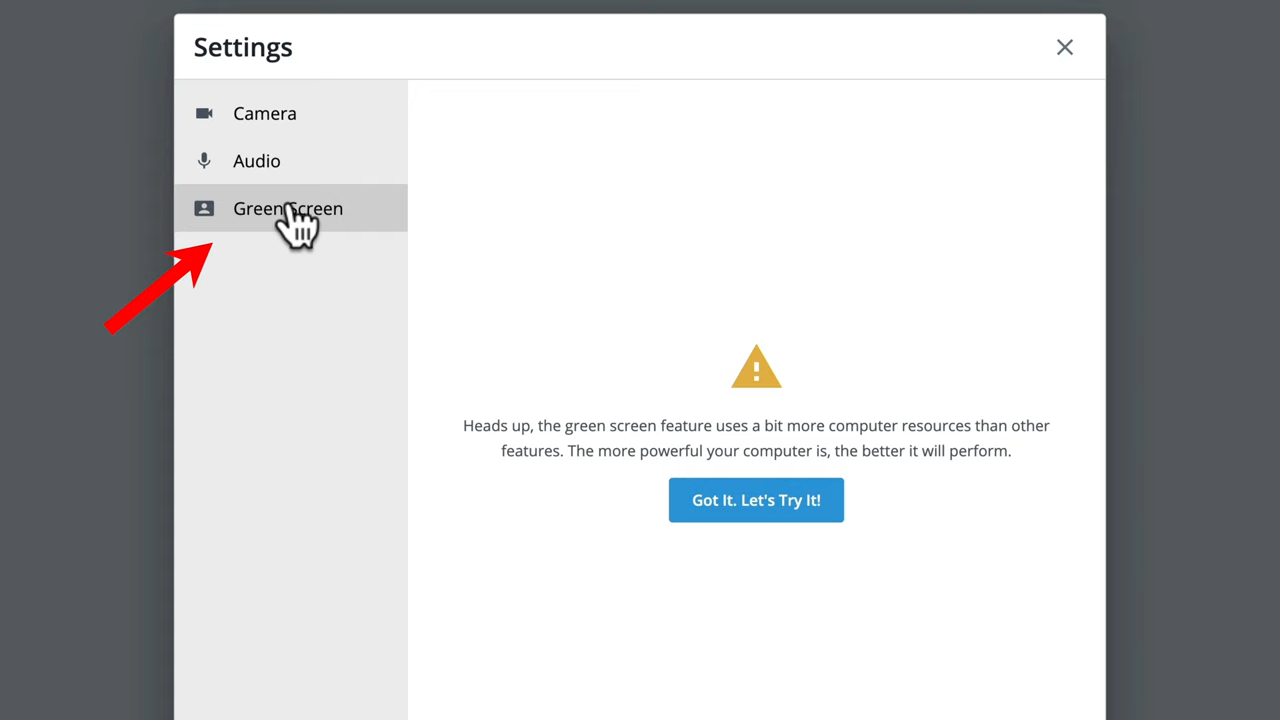 Settings
Camera
Audio
Green Screen
Heads up, the green screen feature uses a bit more computer resources than other
features. The more powerful your computer is, the better it will perform.
Got It. Let's Try It!